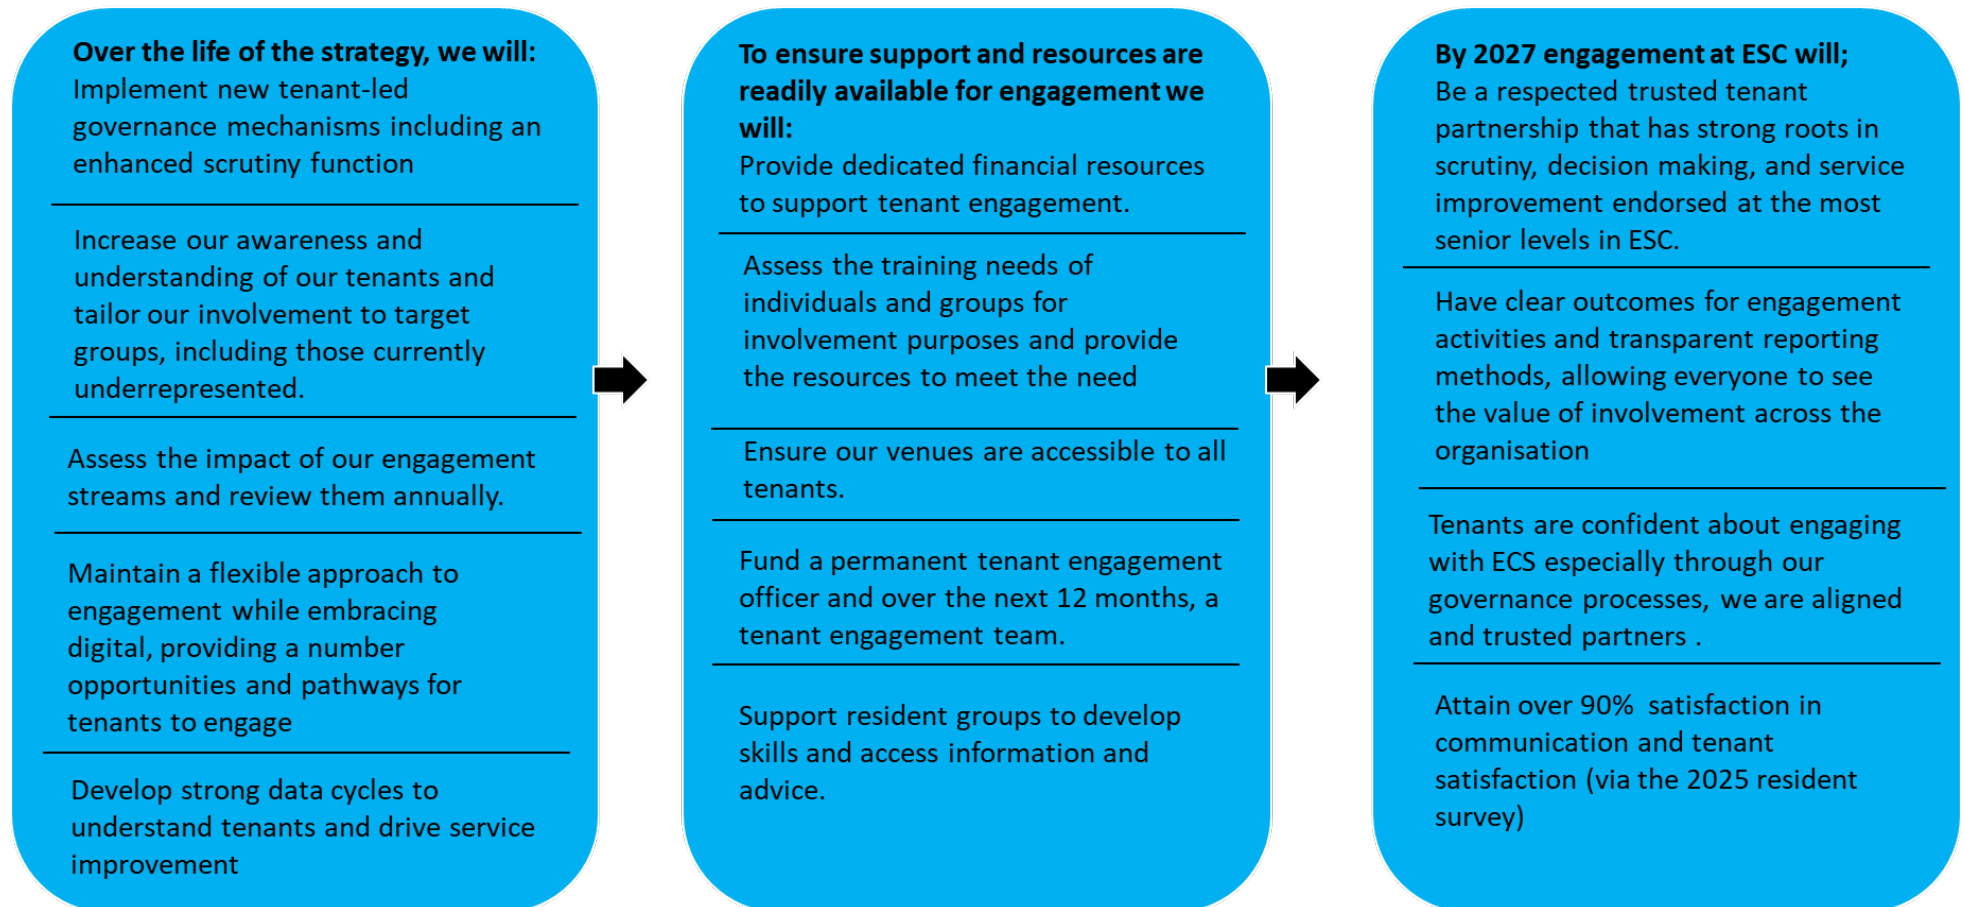 Over the life of the strategy, we will:
Implement new tenant-led
governance mechanisms including an
enhanced scrutiny function
Increase our awareness and
understanding of our tenants and
tailor our involvement to target
groups, including those currently
underrepresented.
Assess the impact of our engagement
streams and review them annually.
Maintain a flexible approach to
engagement while embracing
digital, providing a number
opportunities and pathways for
tenants to engage
Develop strong data cycles to
understand tenants and drive service
improvement
To ensure support and resources are
readily available for engagement we
will:
Provide dedicated financial resources
to support tenant engagement.
Assess the training needs of
individuals and groups for
involvement purposes and provide
the resources to meet the need
Ensure our venues are accessible to all
tenants.
Fund a permanent tenant engagement
officer and over the next 12 months, a
tenant engagement team.
Support resident groups to develop
skills and access information and
advice.
By 2027 engagement at ESC will;
Be a respected trusted tenant
partnership that has strong roots in
scrutiny, decision making, and service
improvement endorsed at the most
senior levels in ESC.
Have clear outcomes for engagement
activities and transparent reporting
methods, allowing everyone to see
the value of involvement across the
organisation
Tenants are confident about engaging
with ECS especially through our
governance processes, we are aligned
and trusted partners .
Attain over 90% satisfaction in
communication and tenant
satisfaction (via the 2025 resident
survey)